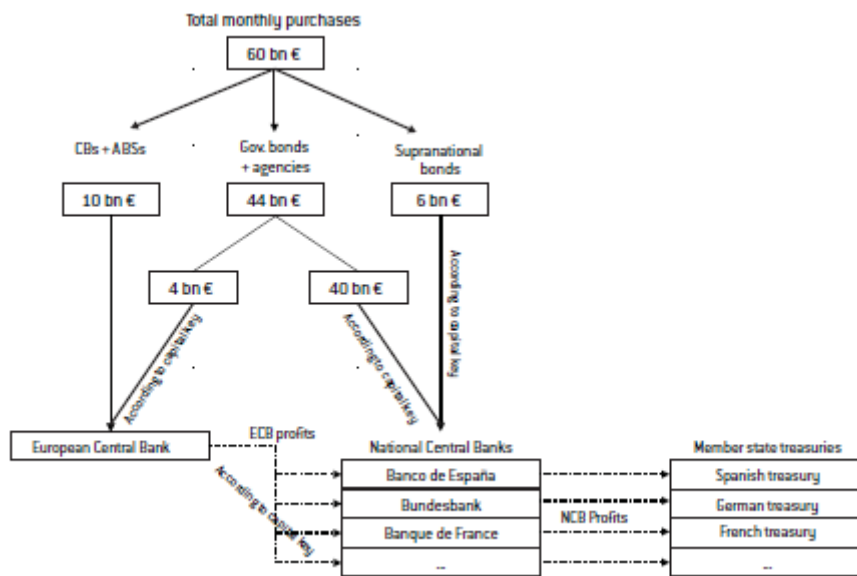 Total monthly purchases
60 bn €
CBs + ABSs
Gov. bonds
+ agencies
Supranational
bonds
10 bn €
44 bn €
6 bn €
4 bn €
40 bn €
According to capital key
According to capital key
According to capital key
European Central Bank
ECB profits
According to capital key
National Central Banks
Member state treasuries
Banco de España
Spanish treasury
Bundesbank
German treasury
NCB Profits
Banque de France
French treasury
...
...